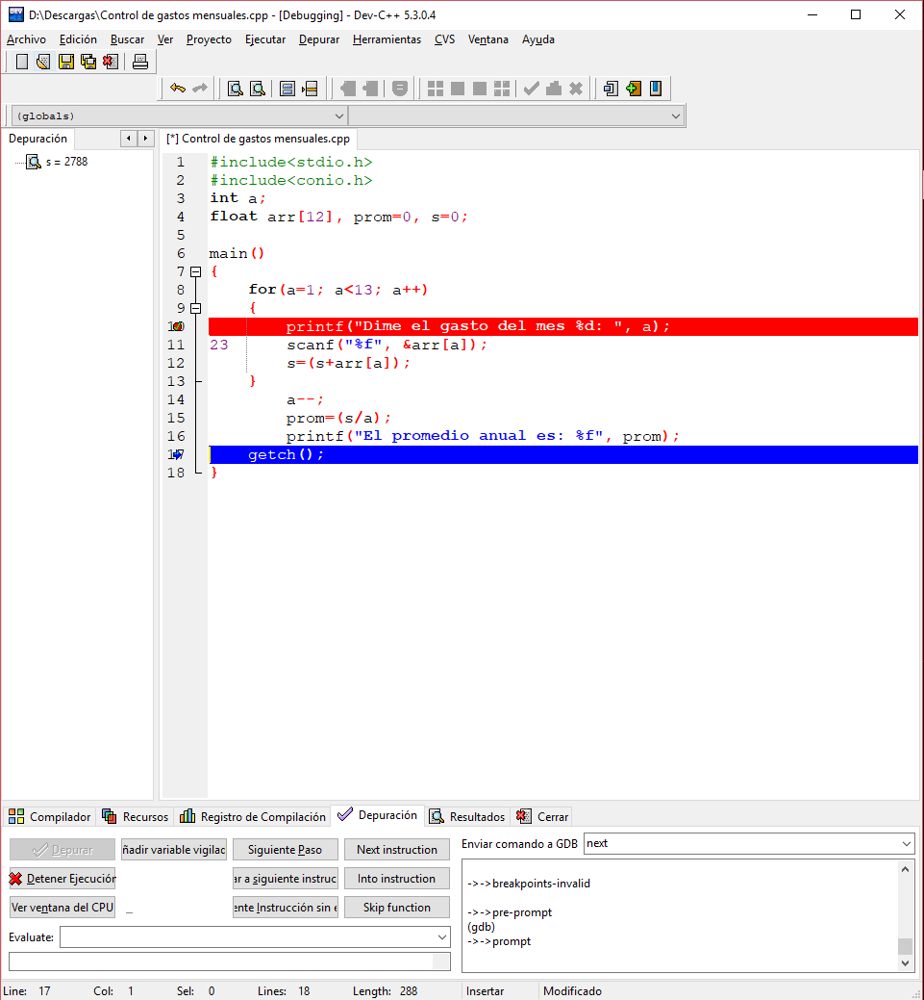 D:\Descargas\Control de gastos mensuales.cpp - [Debugging] - Dev-C++ 5.3.0.4
Archivo Edición Buscar Ver Proyecto Ejecutar Depurar Herramientas CVS Ventana Ayuda
(globals)
Depuración
[*] Control de gastos mensuales.cpp
s = 2788
1 #include<stdio.h>
2 #include<conio.h>
3 int a;
4 float arr[12], prom=0, s=0;
5
6 main()
7 {
8 for(a=1; a<13; a++)
9 {
printf("Dime el gasto del mes %d: ", a);
11 23 scanf("%f", &arr[a]);
12 s=(s+arr[a]);
13 }
14 a--;
15 prom=(s/a);
16 printf("El promedio anual es: %f", prom);
getch();
18 }
Compilador Recursos Registro de Compilación Depuración Resultados Cerrar
Depurar ñadir variable vigilac Siguiente Paso Next instruction
Detener Ejecución ar a siguiente instruc Into instruction
Ver ventana del CPU _ ente Instrucción sin e Skip function
Evaluate:
Enviar comando a GDB next
->->breakpoints-invalid
->->pre-prompt
(gdb)
->->prompt
Line: 17 Col: 1 Sel: 0 Lines: 18 Length: 288 Insertar Modificado